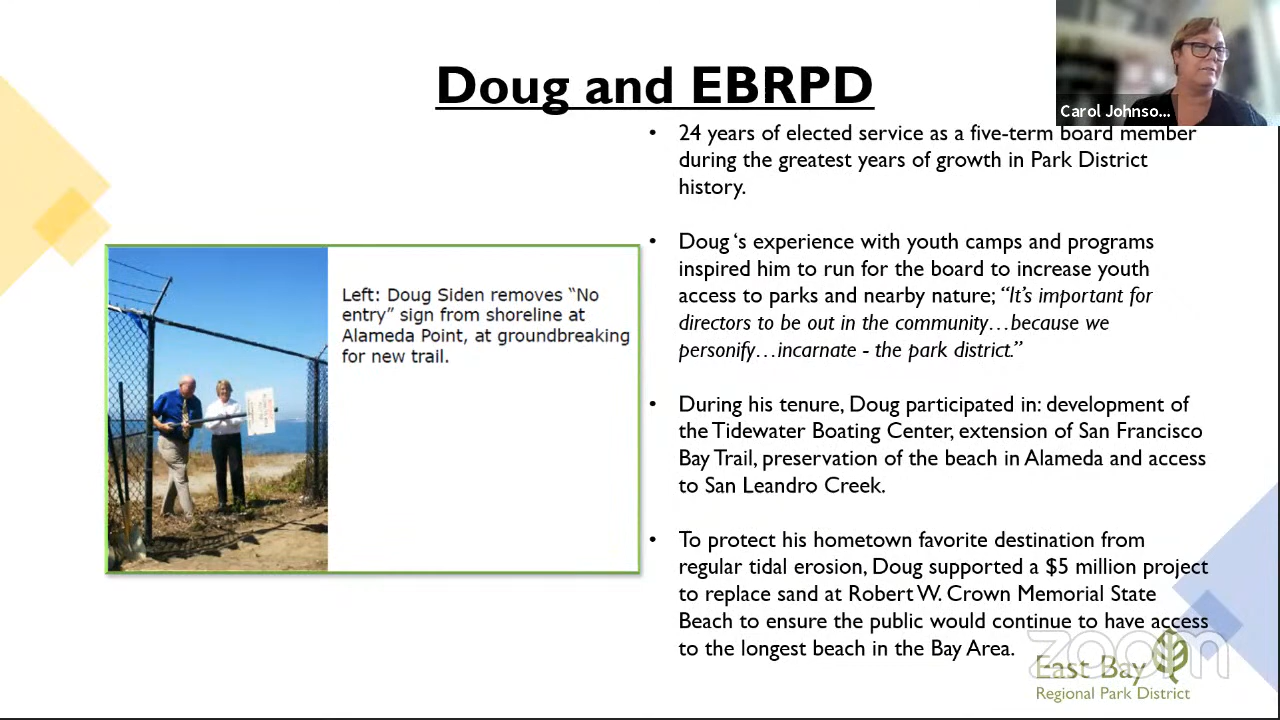 Doug and EBRPD
Carol Johnso...
• 24 years of elected service as a five-term board member
during the greatest years of growth in Park District
history.
• Doug ‘s experience with youth camps and programs
inspired him to run for the board to increase youth
access to parks and nearby nature; “It’s important for
directors to be out in the community…because we
personify…incarnate - the park district.”
• During his tenure, Doug participated in: development of
the Tidewater Boating Center, extension of San Francisco
Bay Trail, preservation of the beach in Alameda and access
to San Leandro Creek.
• To protect his hometown favorite destination from
regular tidal erosion, Doug supported a $5 million project
to replace sand at Robert W. Crown Memorial State
Beach to ensure the public would continue to have access
to the longest beach in the Bay Area.
Left: Doug Siden removes “No
entry” sign from shoreline at
Alameda Point, at groundbreaking
for new trail.
zoom
East Bay
Regional Park District